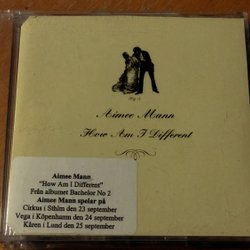 Aimee Mann
How Am I Different
Aimee Mann
"How Am I Different"
Från albumet Bachelor No 2
Aimee Mann spelar på
Cirkus i Sthlm den 23 september
Vega i Köpenhamn den 24 september
Kåren i Lund den 25 september